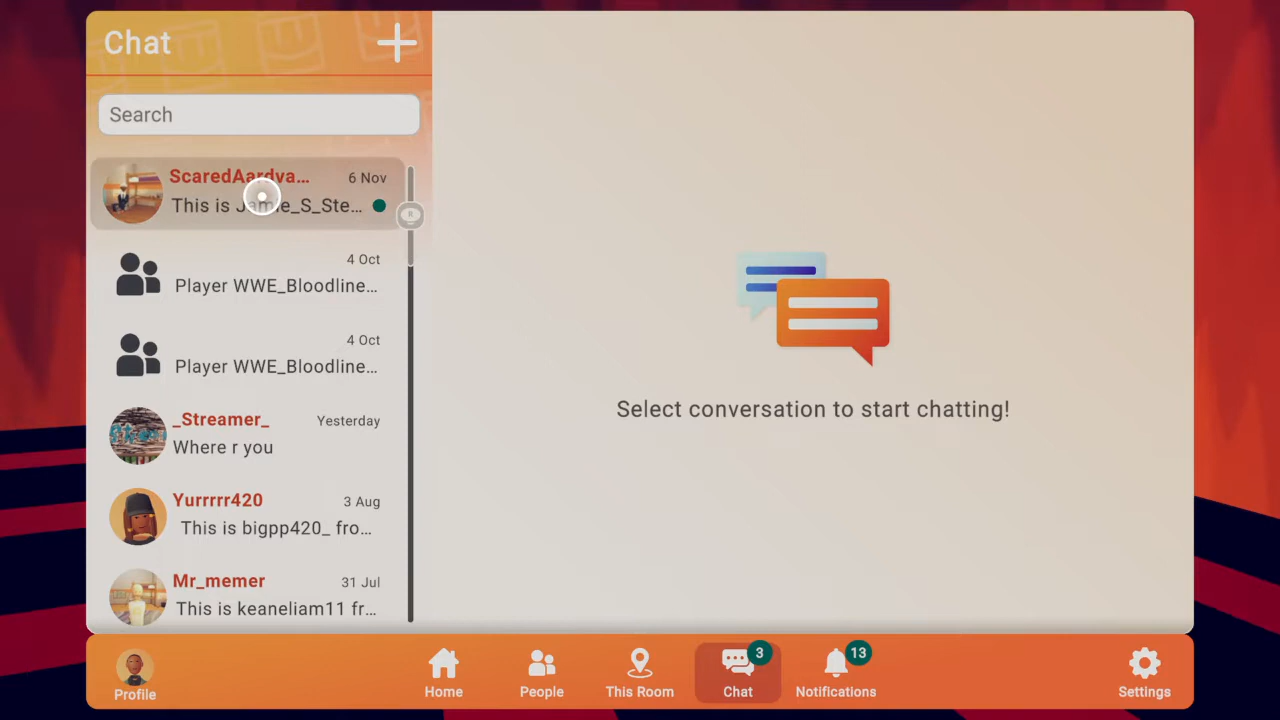 Chat
Search
ScaredAardva... 6 Nov
This is Jamie_S_Ste...
4 Oct
Player WWE_Bloodline...
4 Oct
Player WWE_Bloodline...
_Streamer_ Yesterday
Where r you
Yurrrrr420 3 Aug
This is bigpp420_ fro...
Mr_memer 31 Jul
This is keaneliam11 fr...
Select conversation to start chatting!
Profile
Home
People
This Room
3
Chat
13
Notifications
Settings